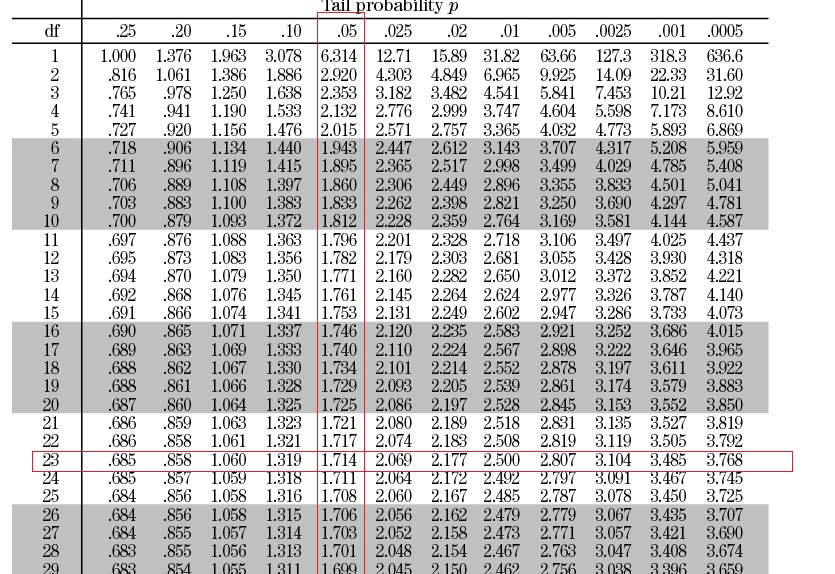 Tail probability p
df .25 .20 .15 .10 .05 .025 .02 .01 .005 .0025 .001 .0005
1 1.000 1.376 1.963 3.078 6.314 12.71 15.89 31.82 63.66 127.3 318.3 636.6
2 .816 1.061 1.386 1.886 2.920 4.303 4.849 6.965 9.925 14.09 22.33 31.60
3 .765 .978 1.250 1.638 2.353 3.182 3.482 4.541 5.841 7.453 10.21 12.92
4 .741 .941 1.190 1.533 2.132 2.776 2.999 3.747 4.604 5.598 7.173 8.610
5 .727 .920 1.156 1.476 2.015 2.571 2.757 3.365 4.032 4.773 5.893 6.869
6 .718 .906 1.134 1.440 1.943 2.447 2.612 3.143 3.707 4.317 5.208 5.959
7 .711 .896 1.119 1.415 1.895 2.365 2.517 2.998 3.499 4.029 4.785 5.408
8 .706 .889 1.108 1.397 1.860 2.306 2.449 2.896 3.355 3.833 4.501 5.041
9 .703 .883 1.100 1.383 1.833 2.262 2.398 2.821 3.250 3.690 4.297 4.781
10 .700 .879 1.093 1.372 1.812 2.228 2.359 2.764 3.169 3.581 4.144 4.587
11 .697 .876 1.088 1.363 1.796 2.201 2.328 2.718 3.106 3.497 4.025 4.437
12 .695 .873 1.083 1.356 1.782 2.179 2.303 2.681 3.055 3.428 3.930 4.318
13 .694 .870 1.079 1.350 1.771 2.160 2.282 2.650 3.012 3.372 3.852 4.221
14 .692 .868 1.076 1.345 1.761 2.145 2.264 2.624 2.977 3.326 3.787 4.140
15 .691 .866 1.074 1.341 1.753 2.131 2.249 2.602 2.947 3.286 3.733 4.073
16 .690 .865 1.071 1.337 1.746 2.120 2.235 2.583 2.921 3.252 3.686 4.015
17 .689 .863 1.069 1.333 1.740 2.110 2.224 2.567 2.898 3.222 3.646 3.965
18 .688 .862 1.067 1.330 1.734 2.101 2.214 2.552 2.878 3.197 3.611 3.922
19 .688 .861 1.066 1.328 1.729 2.093 2.205 2.539 2.861 3.174 3.579 3.883
20 .687 .860 1.064 1.325 1.725 2.086 2.197 2.528 2.845 3.153 3.552 3.850
21 .686 .859 1.063 1.323 1.721 2.080 2.189 2.518 2.831 3.135 3.527 3.819
22 .686 .858 1.061 1.321 1.717 2.074 2.183 2.508 2.819 3.119 3.505 3.792
23 .685 .858 1.060 1.319 1.714 2.069 2.177 2.500 2.807 3.104 3.485 3.768
24 .685 .857 1.059 1.318 1.711 2.064 2.172 2.492 2.797 3.091 3.467 3.745
25 .684 .856 1.058 1.316 1.708 2.060 2.167 2.485 2.787 3.078 3.450 3.725
26 .684 .856 1.058 1.315 1.706 2.056 2.162 2.479 2.779 3.067 3.435 3.707
27 .684 .855 1.057 1.314 1.703 2.052 2.158 2.473 2.771 3.057 3.421 3.690
28 .683 .855 1.056 1.313 1.701 2.048 2.154 2.467 2.763 3.047 3.408 3.674
29 .683 .854 1.055 1.311 1.699 2.045 2.150 2.462 2.756 3.038 3.396 3.659